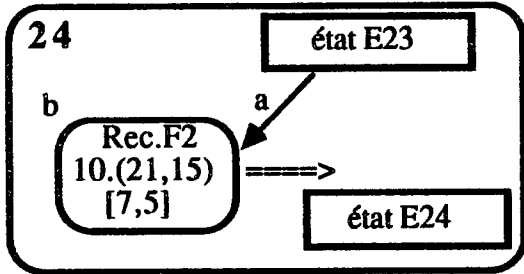 24
état E23
b
a
Rec.F2
10.(21,15)
[7,5]
====>
état E24